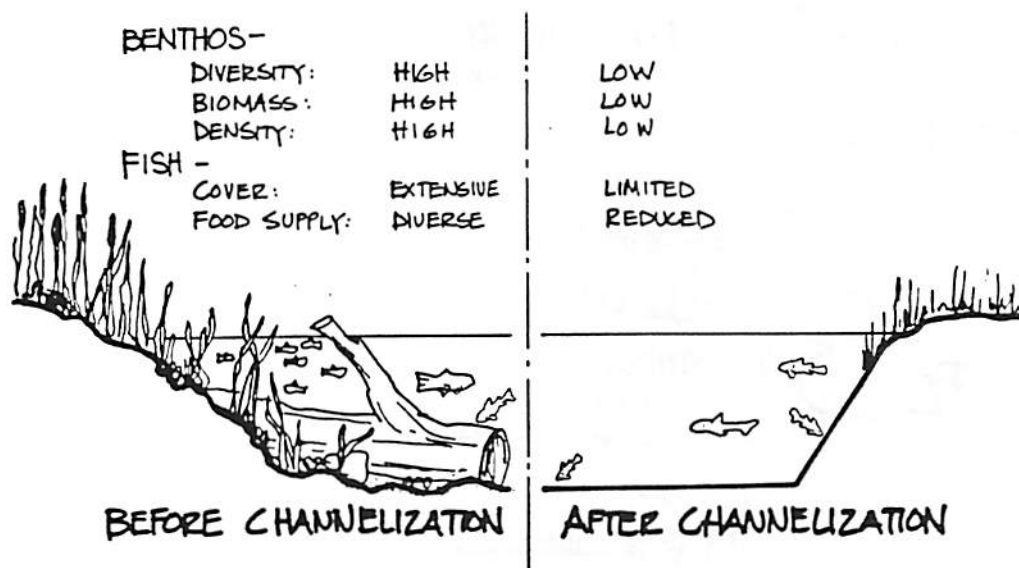 BENTHOS-
DIVERSITY: HIGH LOW
BIOMASS: HIGH LOW
DENSITY: HIGH LOW
FISH -
COVER: EXTENSIVE LIMITED
FOOD SUPPLY: DIVERSE REDUCED
BEFORE CHANNELIZATION AFTER CHANNELIZATION